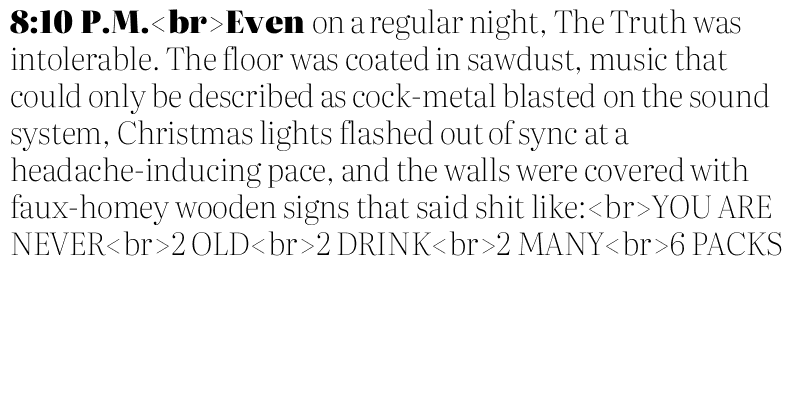 8:10 P.M.<br>Even on a regular night, The Truth was
intolerable. The floor was coated in sawdust, music that
could only be described as cock-metal blasted on the sound
system, Christmas lights flashed out of sync at a
headache-inducing pace, and the walls were covered with
faux-homey wooden signs that said shit like:<br>YOU ARE
NEVER<br>2 OLD<br>2 DRINK<br>2 MANY<br>6 PACKS